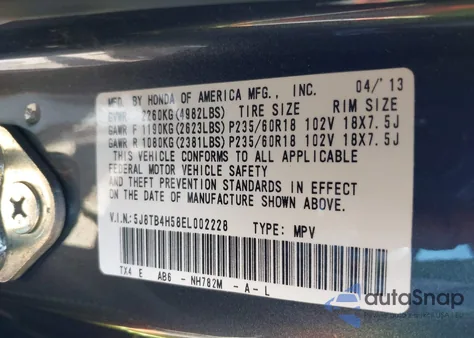 MFD. BY HONDA OF AMERICA MFG., INC. 04/'13
GVWR 2260KG(4982LBS) TIRE SIZE RIM SIZE
GAWR F 1190KG(2623LBS) P235/60R18 102V 18X7.5J
GAWR R 1080KG(2381LBS) P235/60R18 102V 18X7.5J
THIS VEHICLE CONFORMS TO ALL APPLICABLE
FEDERAL MOTOR VEHICLE SAFETY
AND THEFT PREVENTION STANDARDS IN EFFECT
ON THE DATE OF MANUFACTURE SHOWN ABOVE.
V.I.N.: 5J8TB4H58EL002228 TYPE: MPV
TX4 E AB6 - NH782M - A - L
autoSnap